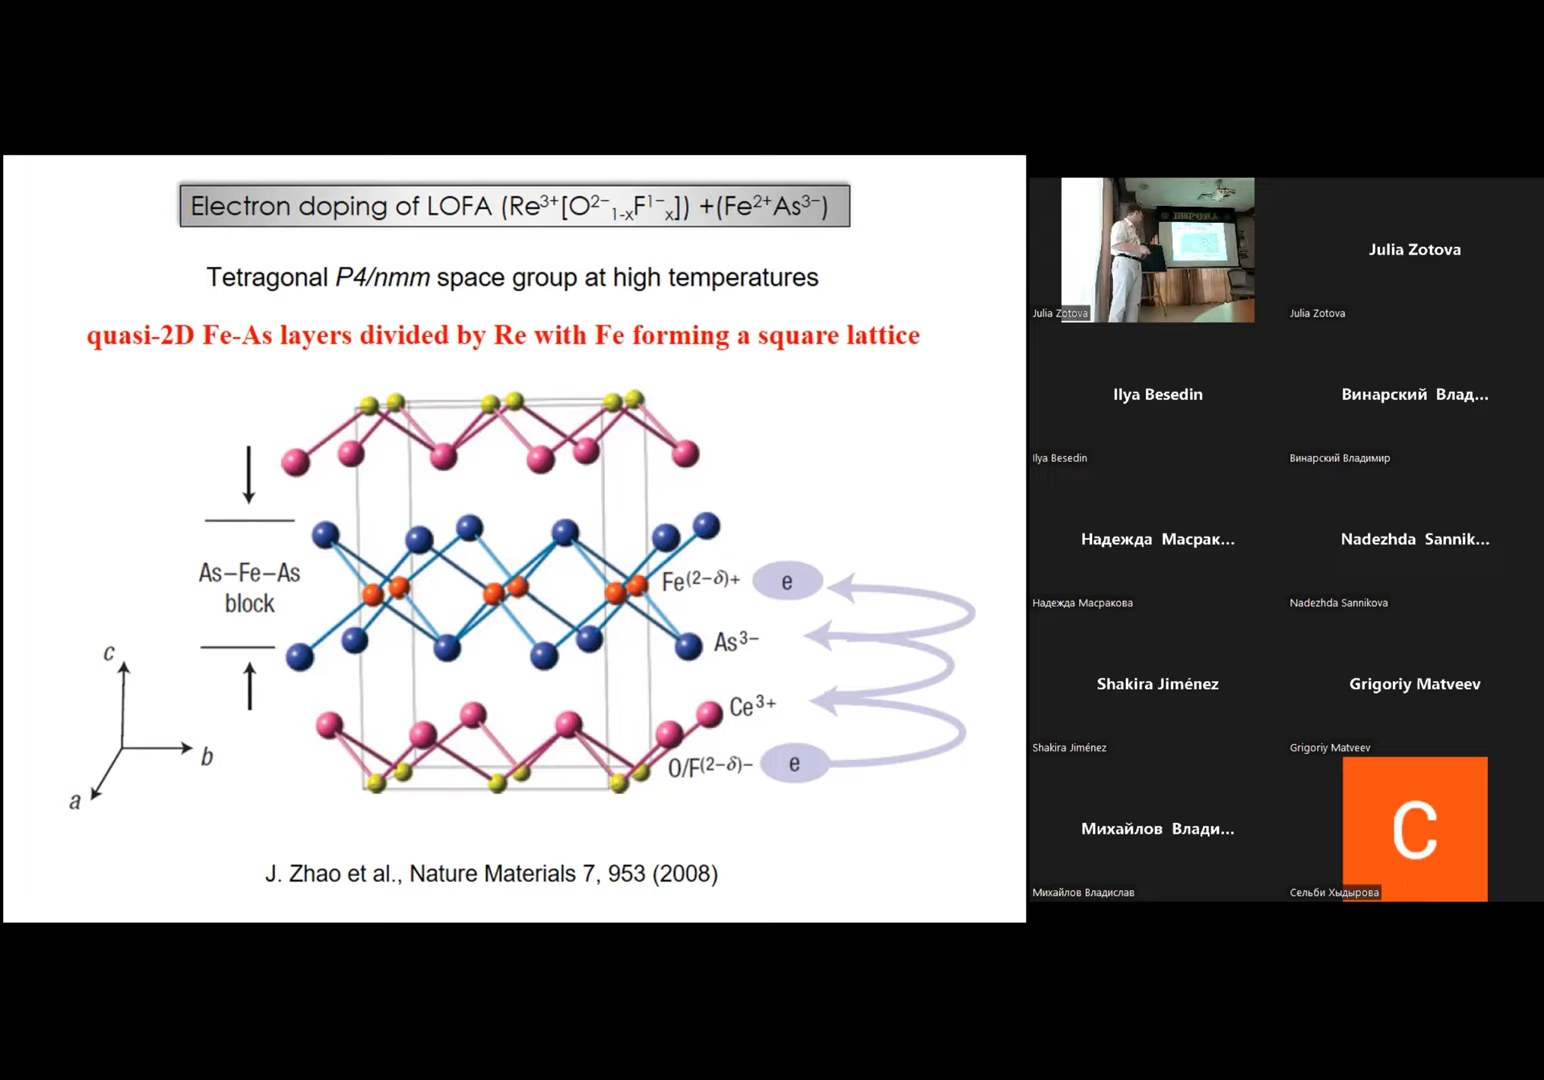 Electron doping of LOFA (Re3+[O2−1-xF1−x]) +(Fe2+As3−)
Tetragonal P4/nmm space group at high temperatures
quasi-2D Fe-As layers divided by Re with Fe forming a square lattice
As–Fe–As
block
Fe(2−δ)+
e
As3−
Ce3+
O/F(2−δ)−
e
c
b
a
J. Zhao et al., Nature Materials 7, 953 (2008)
Julia Zotova
Julia Zotova
Julia Zotova
Ilya Besedin
Ilya Besedin
Винарский Влад...
Винарский Владимир
Надежда Масрак...
Надежда Масракова
Nadezhda Sannik...
Nadezhda Sannikova
Shakira Jiménez
Shakira Jiménez
Grigoriy Matveev
Grigoriy Matveev
Михайлов Влади...
Михайлов Владислав
С
Сельби Хыдырова